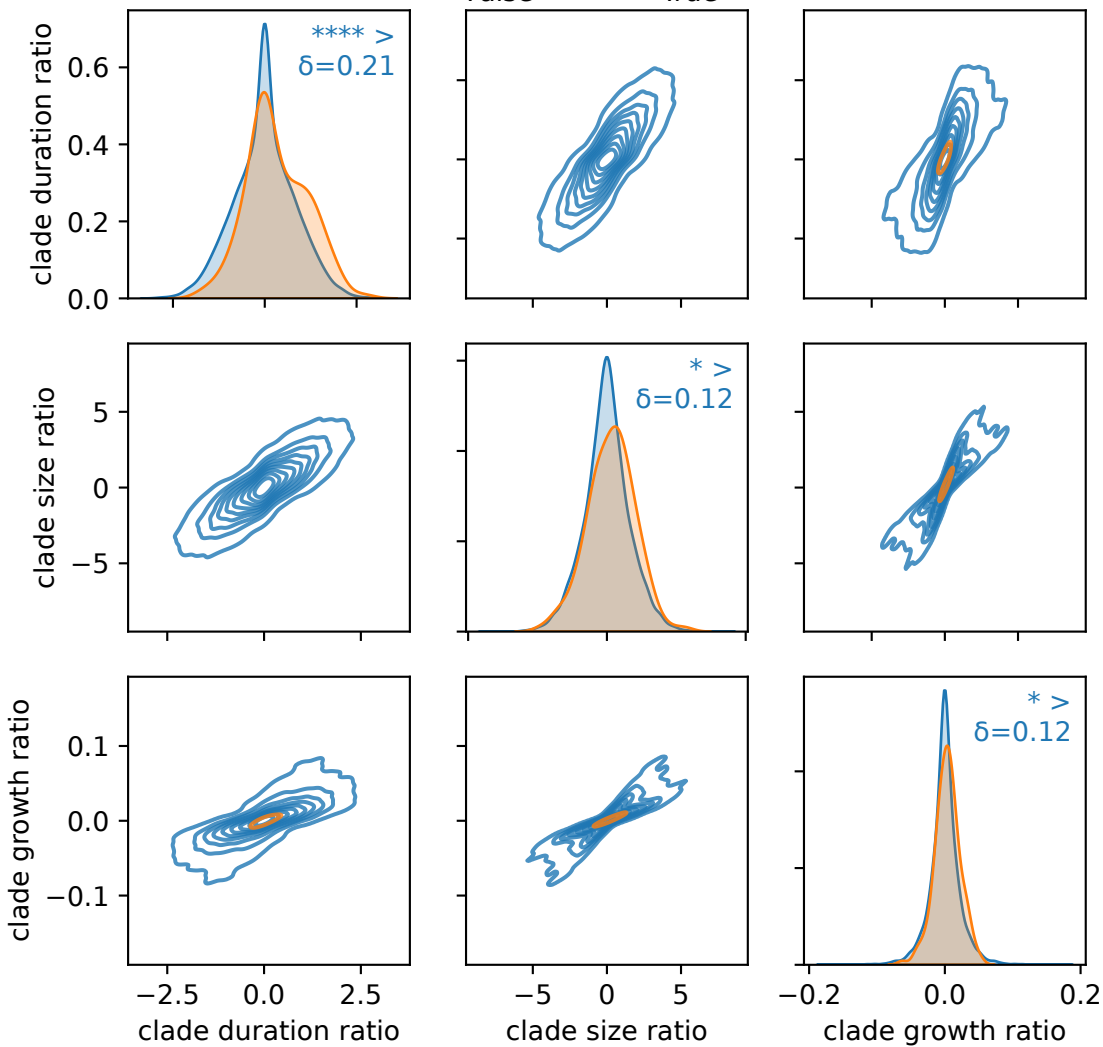 clade duration ratio
0.6
0.4
0.2
0.0
**** >
δ=0.21
clade size ratio
5
0
−5
* >
δ=0.12
clade growth ratio
0.1
0.0
−0.1
* >
δ=0.12
−2.5 0.0 2.5
−5 0 5
−0.2 0.0 0.2
clade duration ratio
clade size ratio
clade growth ratio